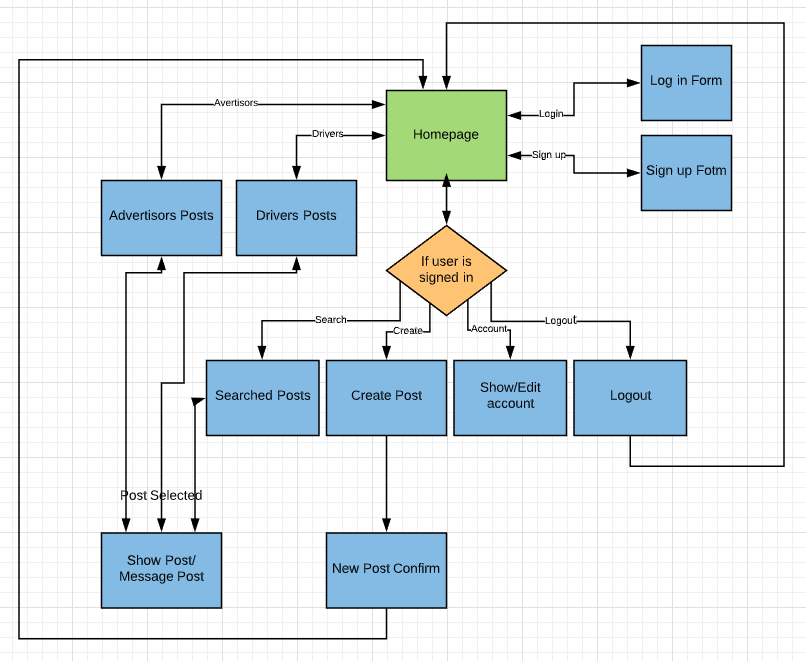 Log in Form
Avertisors
Login
Drivers
Homepage
Sign up
Sign up Fotm
Advertisors Posts
Drivers Posts
If user is
signed in
Search
Create
Account
Logout
Searched Posts
Create Post
Show/Edit
account
Logout
Post Selected
Show Post/
Message Post
New Post Confirm